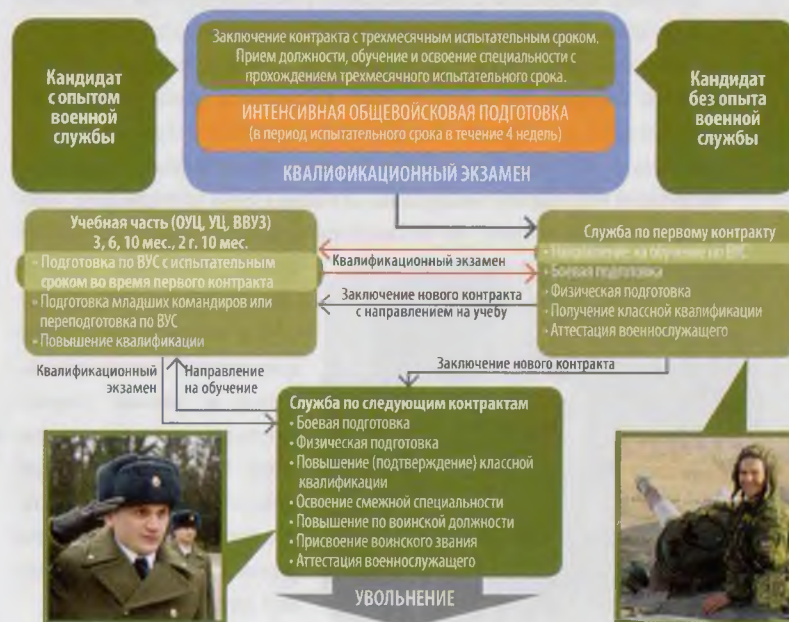 Заключение контракта с трехмесячным испытательным сроком.
Прием должности, обучение и освоение специальности с
прохождением трехмесячного испытательного срока.
Кандидат
с опытом
военной
службы
Кандидат
без опыта
военной
службы
ИНТЕНСИВНАЯ ОБЩЕВОЙСКОВАЯ ПОДГОТОВКА
(в период испытательного срока в течение 4 недель)
КВАЛИФИКАЦИОННЫЙ ЭКЗАМЕН
Учебная часть (ОУЦ, УЦ, ВВУЗ)
3, 6, 10 мес., 2 г. 10 мес.
• Подготовка по ВУС с испытательным
сроком во время первого контракта
• Подготовка младших командиров или
переподготовка по ВУС
• Повышение квалификации
Квалификационный экзамен
Заключение нового контракта
с направлением на учебу
Служба по первому контракту
• Направление на обучение по ВУС
• Боевая подготовка
• Физическая подготовка
• Получение классной квалификации
• Аттестация военнослужащего
Квалификационный
экзамен
Направление
на обучение
Заключение нового контракта
Служба по следующим контрактам
• Боевая подготовка
• Физическая подготовка
• Повышение (подтверждение) классной
квалификации
• Освоение смежной специальности
• Повышение по воинской должности
• Присвоение воинского звания
• Аттестация военнослужащего
УВОЛЬНЕНИЕ